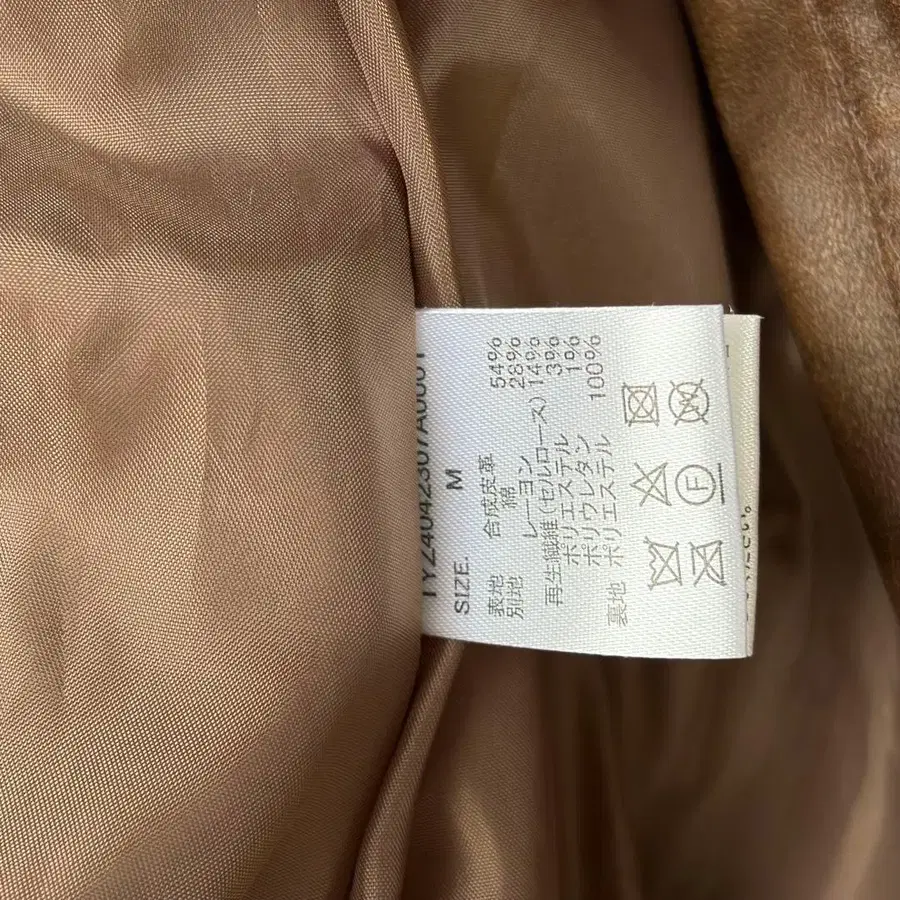 TY24042307A0001
SIZE. M
表地 合成皮革
別地 綿 54%
レーヨン 28%
再生繊維(セルロース) 14%
ポリエステル 3%
ポリウレタン 1%
裏地 ポリエステル 100%